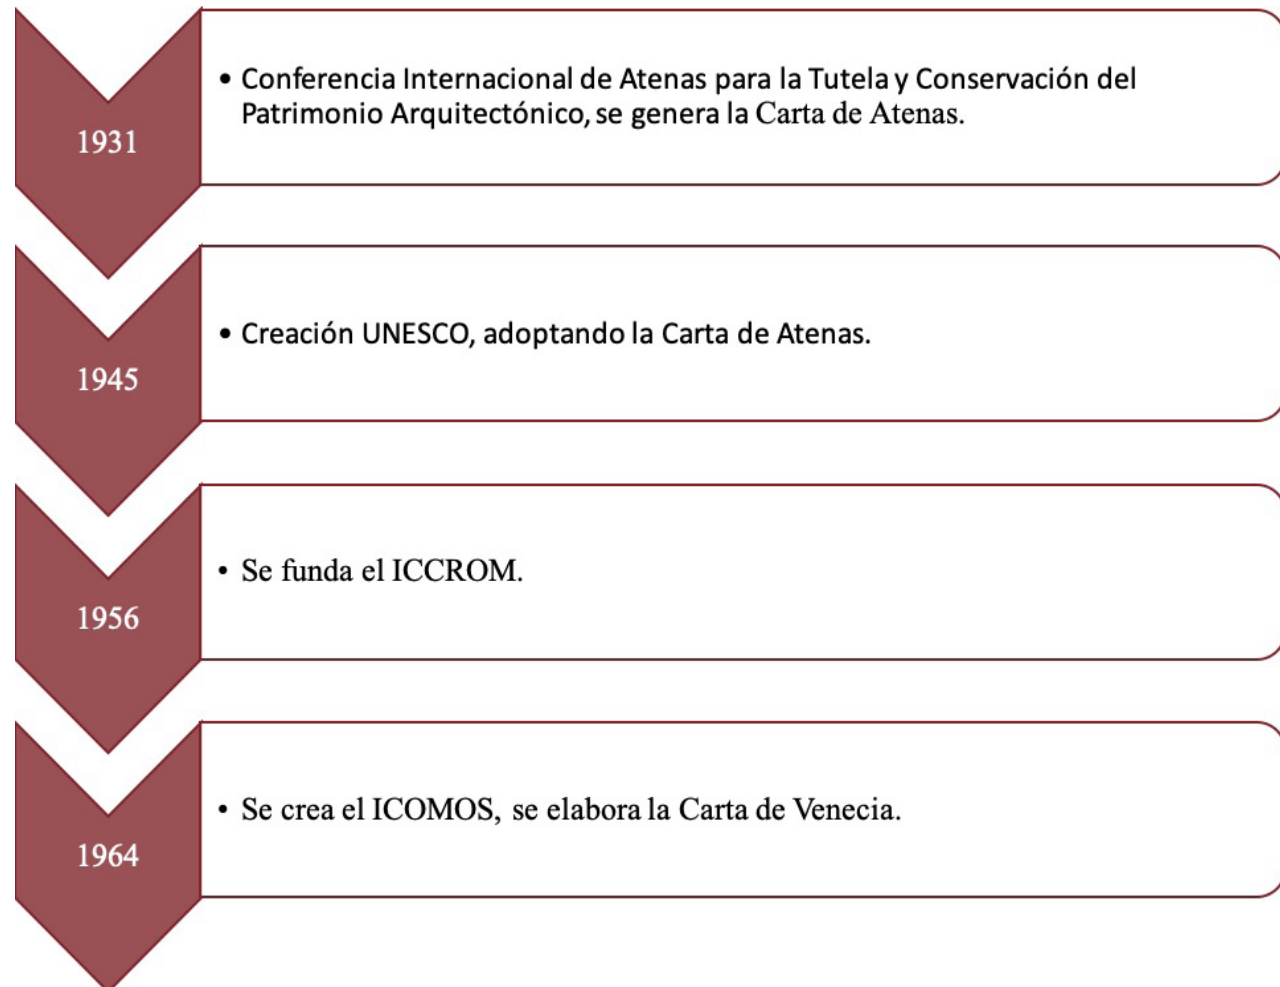 1931
• Conferencia Internacional de Atenas para la Tutela y Conservación del
Patrimonio Arquitectónico, se genera la Carta de Atenas.
1945
• Creación UNESCO, adoptando la Carta de Atenas.
1956
• Se funda el ICCROM.
1964
• Se crea el ICOMOS, se elabora la Carta de Venecia.